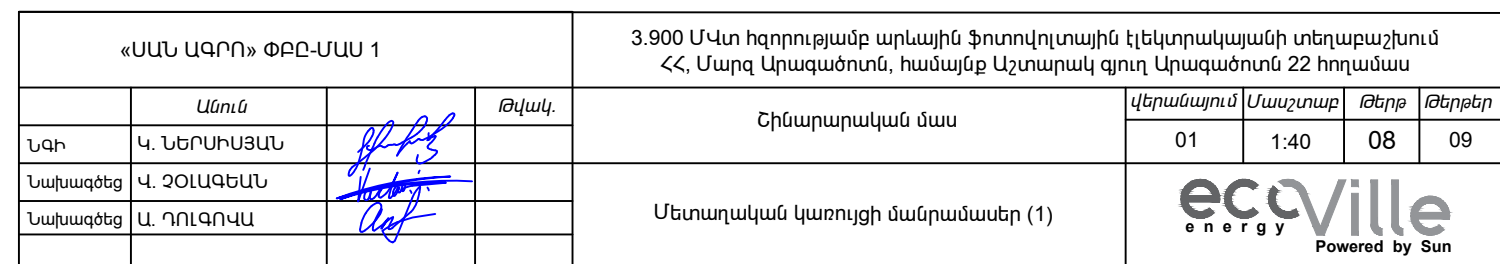 «ՍԱՆ ԱԳՐՈ» ՓԲԸ-ՄԱՍ 1
3.900 ՄՎտ հզորությամբ արևային ֆոտովոլտային էլեկտրակայանի տեղաբաշխում
ՀՀ, Մարզ Արագածոտն, համայնք Աշտարակ գյուղ Արագածոտն 22 հողամաս
Անուն Թվակ.
ՆԳԻ Կ. ՆԵՐՍԻՍՅԱՆ
Նախագծեց Վ. ՉՕԼԱԳԵԱՆ
Նախագծեց Ա. ԴՈԼԳՈՎԱ
Շինարարական մաս
վերանայում Մասշտաբ Թերթ Թերթեր
01 1:40 08 09
Մետաղական կառույցի մանրամասեր (1)
eccVille
energy
Powered by Sun